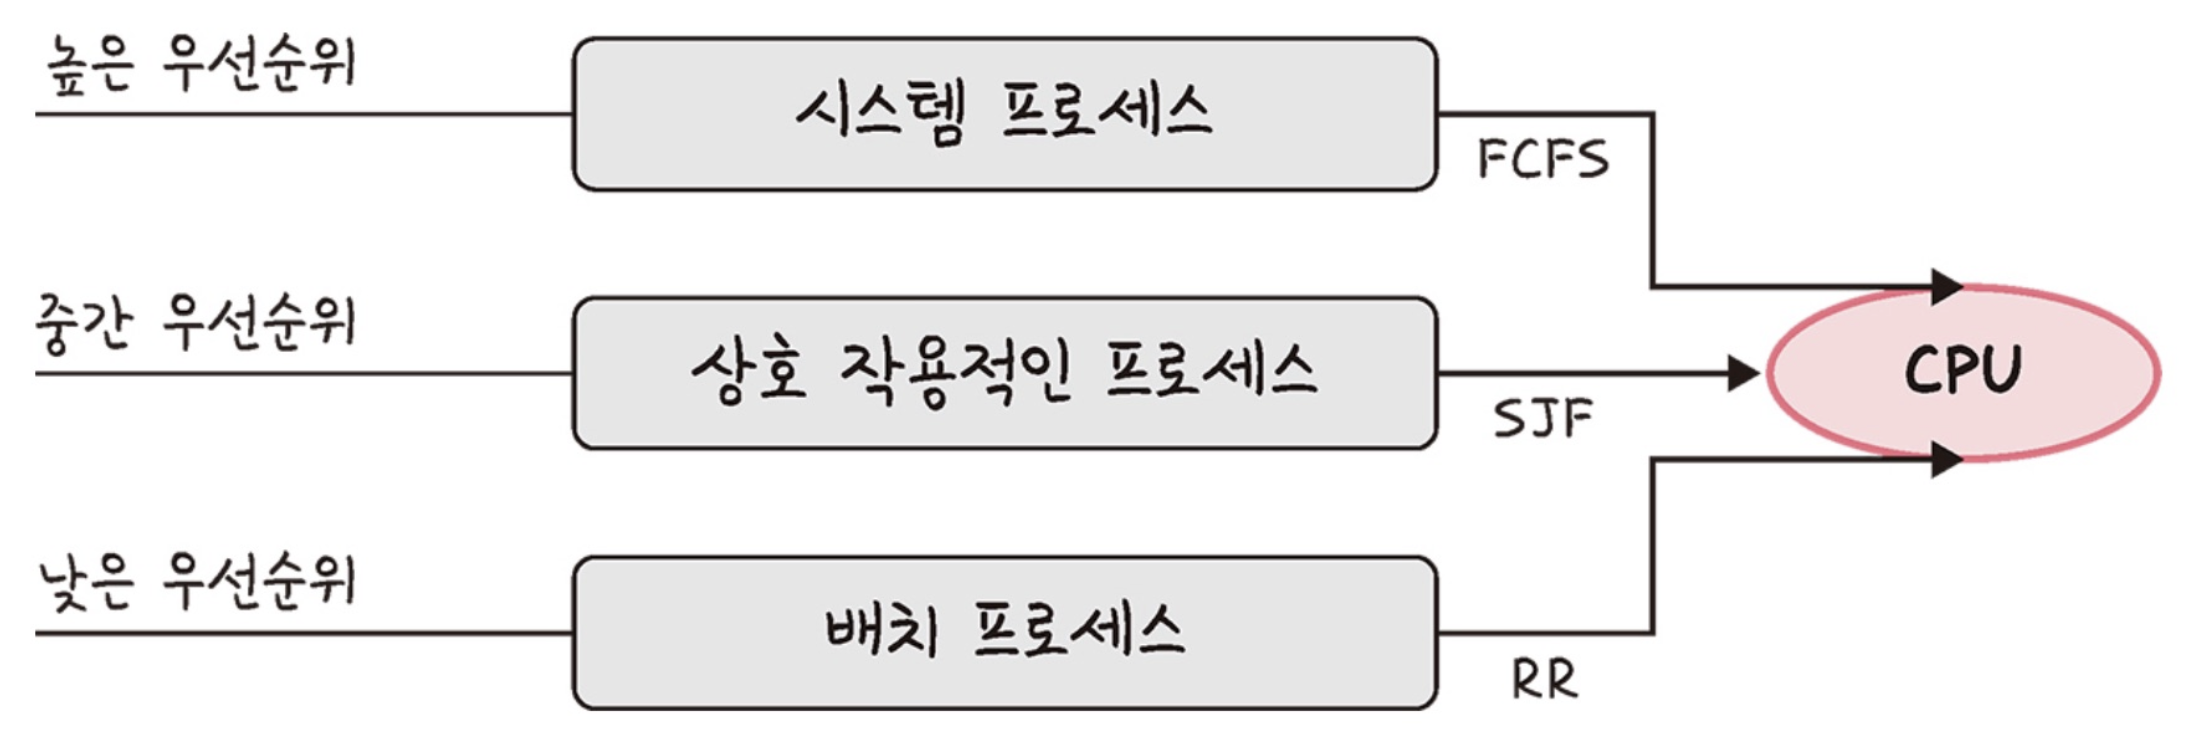 높은 우선순위
시스템 프로세스
FCFS
중간 우선순위
상호 작용적인 프로세스
SJF
CPU
낮은 우선순위
배치 프로세스
RR